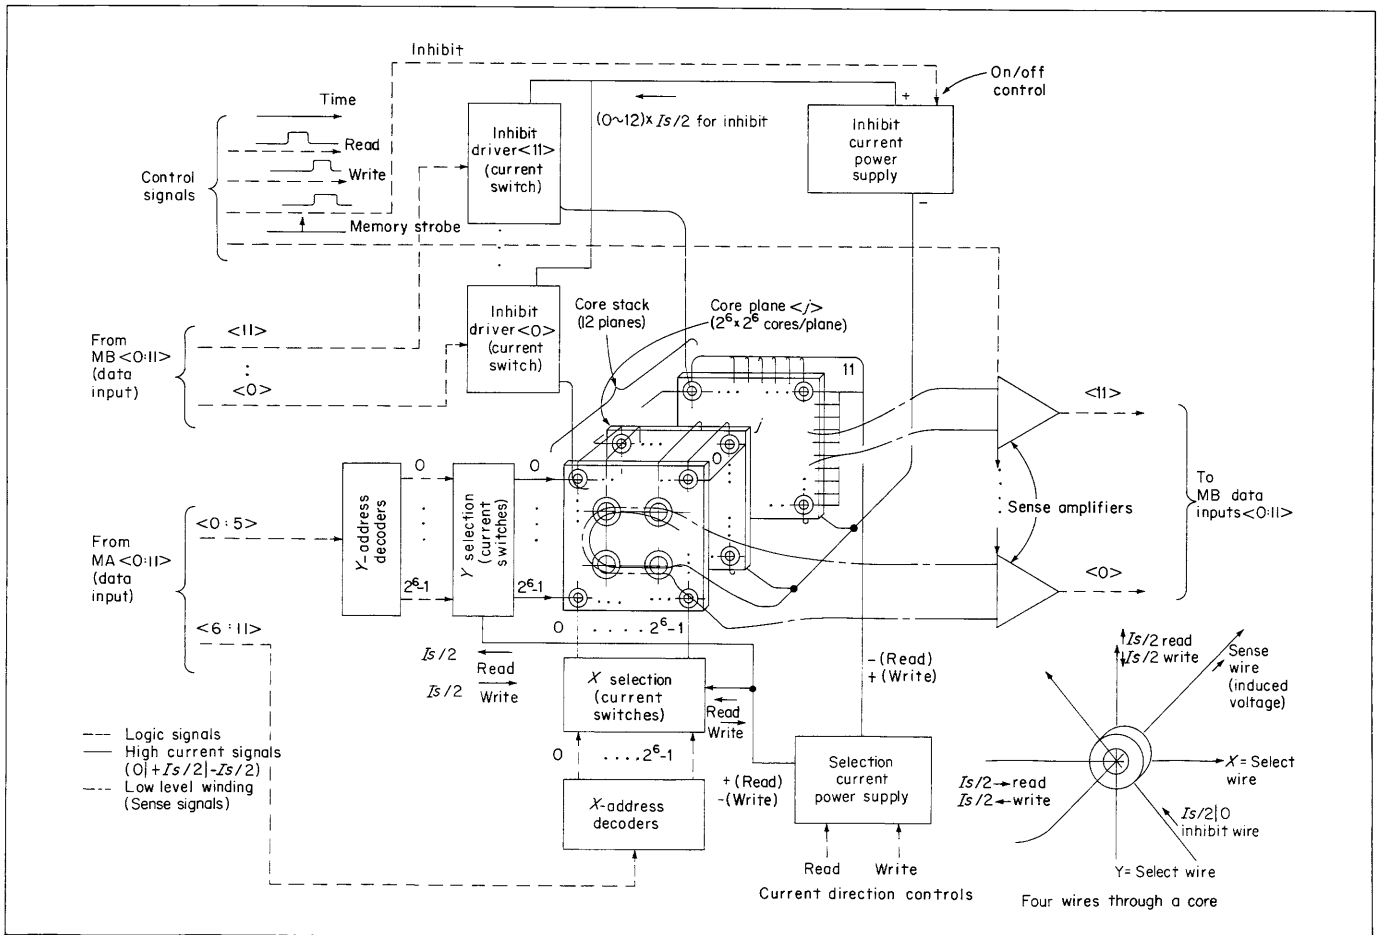 Inhibit
On/off
control
Time
Read
Write
Memory strobe
Control
signals
Inhibit
driver<11>
(current
switch)
(0~12)×Is/2 for inhibit
+
Inhibit
current
power
supply
−
Inhibit
driver<0>
(current
switch)
Core stack
(12 planes)
Core plane <j>
(2⁶×2⁶ cores/plane)
From
MB<0:11>
(data
input)
<11>
:
<0>
11
j
0
<11>
<0>
Sense amplifiers
To
MB data
inputs<0:11>
From
MA<0:11>
(data
input)
<0:5>
<6:11>
Y-address
decoders
0
2⁶-1
Y selection
(current
switches)
0
2⁶-1
0 .... 2⁶-1
Is/2
Read
Is/2
Write
X selection
(current
switches)
Read
Write
−(Read)
+(Write)
0 ....2⁶-1
X-address
decoders
+(Read)
-(Write)
Selection
current
power supply
Read
Write
Current direction controls
Logic signals
High current signals
(0|+Is/2|-Is/2)
Low level winding
(Sense signals)
Is/2 read
Is/2 write
Sense
wire
(induced
voltage)
X=Select
wire
Is/2→read
Is/2←write
Is/2|0
inhibit wire
Y=Select wire
Four wires through a core